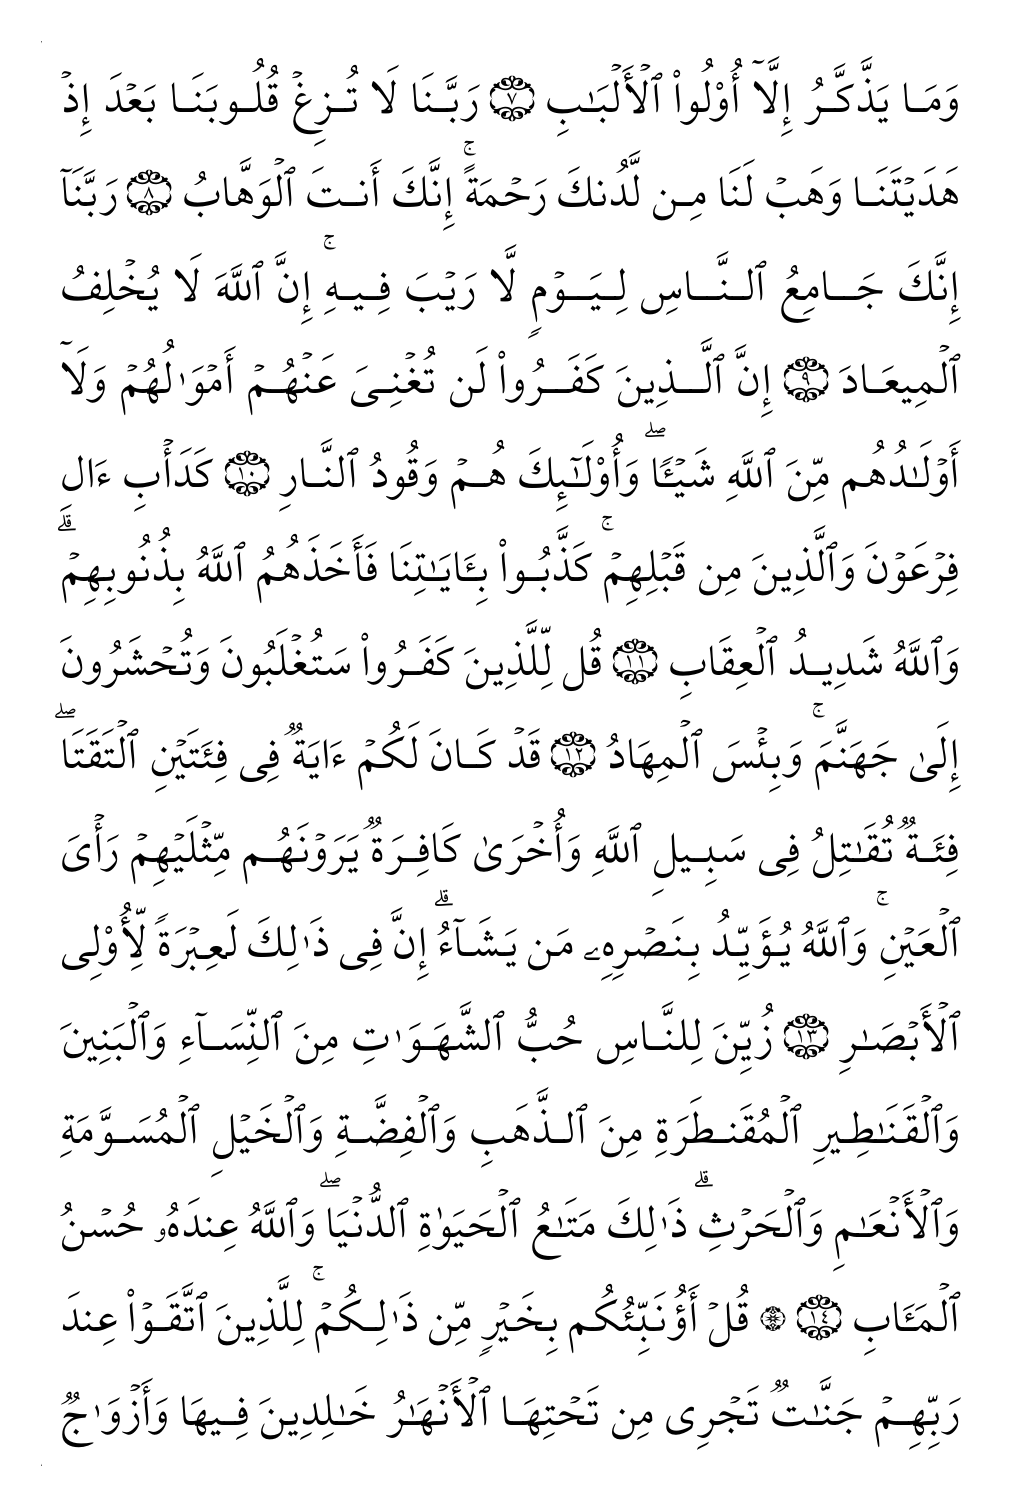 وَمَا يَذَّكَّرُ إِلَّآ أُوْلُواْ ٱلۡأَلۡبَٰبِ ٧ رَبَّنَا لَا تُزِغۡ قُلُوبَنَا بَعۡدَ إِذۡ
هَدَيۡتَنَا وَهَبۡ لَنَا مِن لَّدُنكَ رَحۡمَةًۚ إِنَّكَ أَنتَ ٱلۡوَهَّابُ ٨ رَبَّنَآ
إِنَّكَ جَامِعُ ٱلنَّاسِ لِيَوۡمٖ لَّا رَيۡبَ فِيهِۚ إِنَّ ٱللَّهَ لَا يُخۡلِفُ
ٱلۡمِيعَادَ ٩ إِنَّ ٱلَّذِينَ كَفَرُواْ لَن تُغۡنِيَ عَنۡهُمۡ أَمۡوَٰلُهُمۡ وَلَآ
أَوۡلَٰدُهُم مِّنَ ٱللَّهِ شَيۡـٔٗاۖ وَأُوْلَٰٓئِكَ هُمۡ وَقُودُ ٱلنَّارِ ١٠ كَدَأۡبِ ءَالِ
فِرۡعَوۡنَ وَٱلَّذِينَ مِن قَبۡلِهِمۡۚ كَذَّبُواْ بِـَٔايَٰتِنَا فَأَخَذَهُمُ ٱللَّهُ بِذُنُوبِهِمۡۗ
وَٱللَّهُ شَدِيدُ ٱلۡعِقَابِ ١١ قُل لِّلَّذِينَ كَفَرُواْ سَتُغۡلَبُونَ وَتُحۡشَرُونَ
إِلَىٰ جَهَنَّمَۚ وَبِئۡسَ ٱلۡمِهَادُ ١٢ قَدۡ كَانَ لَكُمۡ ءَايَةٞ فِي فِئَتَيۡنِ ٱلۡتَقَتَاۖ
فِئَةٞ تُقَٰتِلُ فِي سَبِيلِ ٱللَّهِ وَأُخۡرَىٰ كَافِرَةٞ يَرَوۡنَهُم مِّثۡلَيۡهِمۡ رَأۡيَ
ٱلۡعَيۡنِۚ وَٱللَّهُ يُؤَيِّدُ بِنَصۡرِهِۦ مَن يَشَآءُۗ إِنَّ فِي ذَٰلِكَ لَعِبۡرَةٗ لِّأُوْلِي
ٱلۡأَبۡصَٰرِ ١٣ زُيِّنَ لِلنَّاسِ حُبُّ ٱلشَّهَوَٰتِ مِنَ ٱلنِّسَآءِ وَٱلۡبَنِينَ
وَٱلۡقَنَٰطِيرِ ٱلۡمُقَنطَرَةِ مِنَ ٱلذَّهَبِ وَٱلۡفِضَّةِ وَٱلۡخَيۡلِ ٱلۡمُسَوَّمَةِ
وَٱلۡأَنۡعَٰمِ وَٱلۡحَرۡثِۗ ذَٰلِكَ مَتَٰعُ ٱلۡحَيَوٰةِ ٱلدُّنۡيَاۖ وَٱللَّهُ عِندَهُۥ حُسۡنُ
ٱلۡمَـَٔابِ ١٤ ۞ قُلۡ أَؤُنَبِّئُكُم بِخَيۡرٖ مِّن ذَٰلِكُمۡۚ لِلَّذِينَ ٱتَّقَوۡاْ عِندَ
رَبِّهِمۡ جَنَّٰتٞ تَجۡرِي مِن تَحۡتِهَا ٱلۡأَنۡهَٰرُ خَٰلِدِينَ فِيهَا وَأَزۡوَٰجٞ